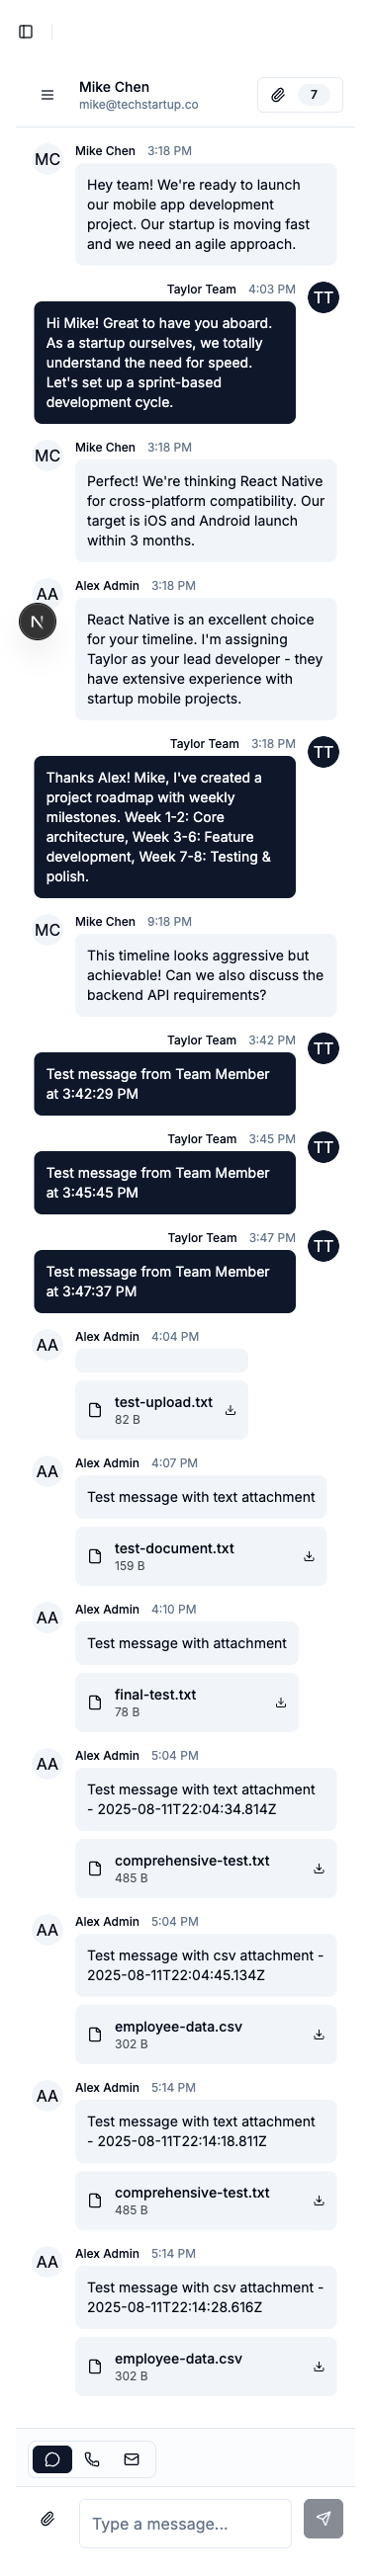 Mike Chen
mike@techstartup.co
7
MC
Mike Chen 3:18 PM
Hey team! We're ready to launch
our mobile app development
project. Our startup is moving fast
and we need an agile approach.
Taylor Team 4:03 PM
TT
Hi Mike! Great to have you aboard.
As a startup ourselves, we totally
understand the need for speed.
Let's set up a sprint-based
development cycle.
MC
Mike Chen 3:18 PM
Perfect! We're thinking React Native
for cross-platform compatibility. Our
target is iOS and Android launch
within 3 months.
AA
Alex Admin 3:18 PM
N
React Native is an excellent choice
for your timeline. I'm assigning
Taylor as your lead developer - they
have extensive experience with
startup mobile projects.
Taylor Team 3:18 PM
TT
Thanks Alex! Mike, I've created a
project roadmap with weekly
milestones. Week 1-2: Core
architecture, Week 3-6: Feature
development, Week 7-8: Testing &
polish.
MC
Mike Chen 9:18 PM
This timeline looks aggressive but
achievable! Can we also discuss the
backend API requirements?
Taylor Team 3:42 PM
TT
Test message from Team Member
at 3:42:29 PM
Taylor Team 3:45 PM
TT
Test message from Team Member
at 3:45:45 PM
Taylor Team 3:47 PM
TT
Test message from Team Member
at 3:47:37 PM
AA
Alex Admin 4:04 PM
test-upload.txt
82 B
AA
Alex Admin 4:07 PM
Test message with text attachment
test-document.txt
159 B
AA
Alex Admin 4:10 PM
Test message with attachment
final-test.txt
78 B
AA
Alex Admin 5:04 PM
Test message with text attachment
- 2025-08-11T22:04:34.814Z
comprehensive-test.txt
485 B
AA
Alex Admin 5:04 PM
Test message with csv attachment -
2025-08-11T22:04:45.134Z
employee-data.csv
302 B
AA
Alex Admin 5:14 PM
Test message with text attachment
- 2025-08-11T22:14:18.811Z
comprehensive-test.txt
485 B
AA
Alex Admin 5:14 PM
Test message with csv attachment -
2025-08-11T22:14:28.616Z
employee-data.csv
302 B
Type a message...